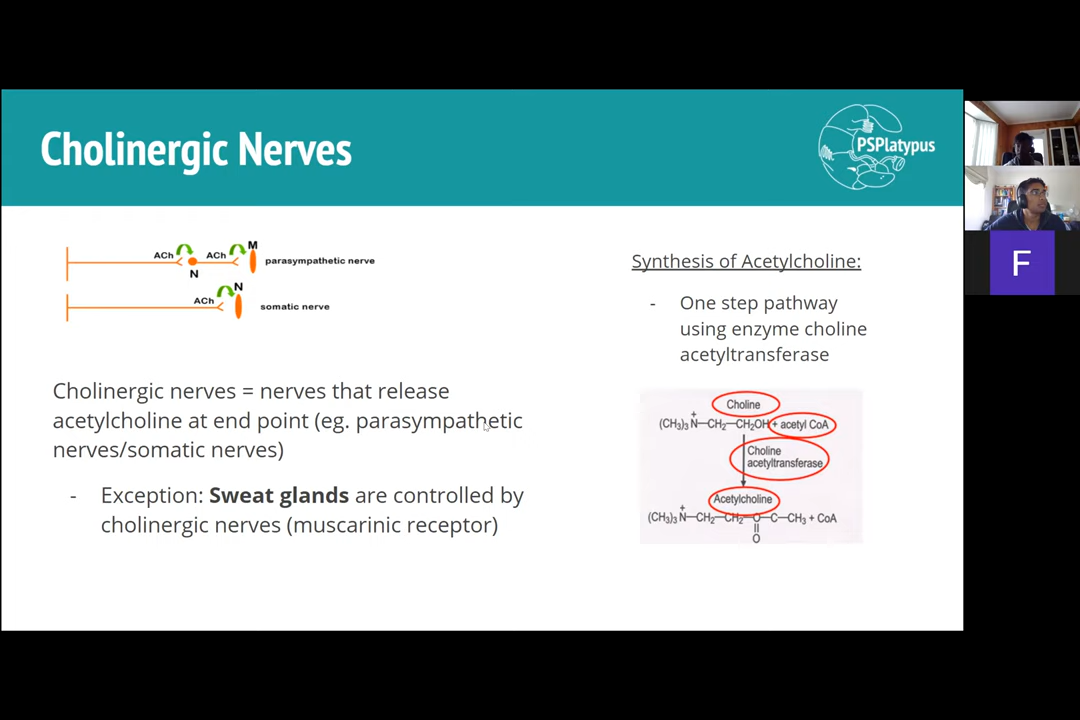 Cholinergic Nerves
PSPlatypus
ACh ACh M
N
parasympathetic nerve
ACh N
somatic nerve
Cholinergic nerves = nerves that release
acetylcholine at end point (eg. parasympathetic
nerves/somatic nerves)
- Exception: Sweat glands are controlled by
cholinergic nerves (muscarinic receptor)
Synthesis of Acetylcholine:
- One step pathway
using enzyme choline
acetyltransferase
Choline
(CH₃)₃N⁺—CH₂—CH₂OH + acetyl CoA
Choline
acetyltransferase
Acetylcholine
(CH₃)₃N⁺—CH₂—CH₂—O—C—CH₃ + CoA
O
F